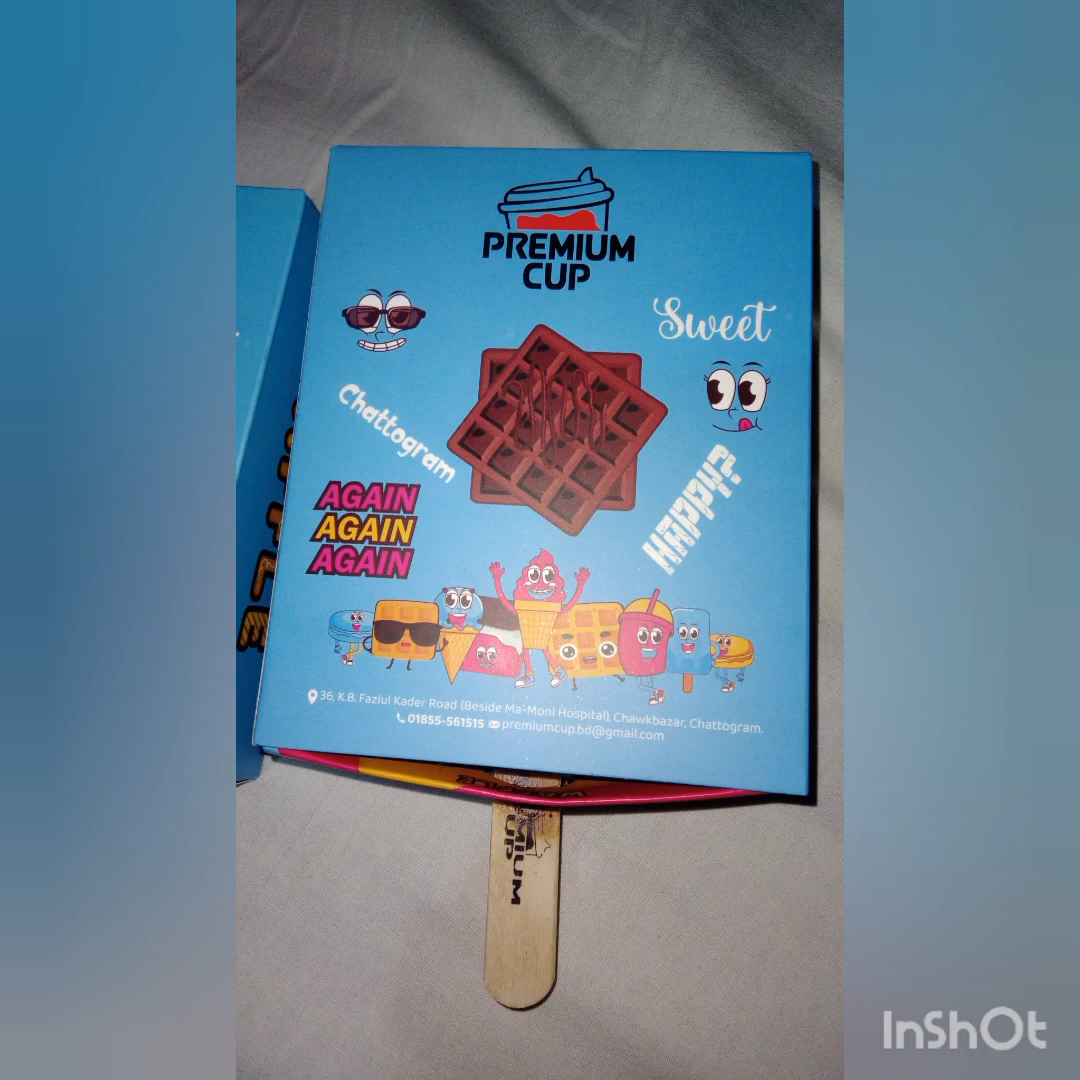 PREMIUM
CUP
Sweet
Chattogram
HAPPY?
AGAIN
AGAIN
AGAIN
36, K.B. Fazlul Kader Road (Beside Ma-Moni Hospital), Chawkbazar, Chattogram.
01855-561515 premiumcup.bd@gmail.com
InShOt